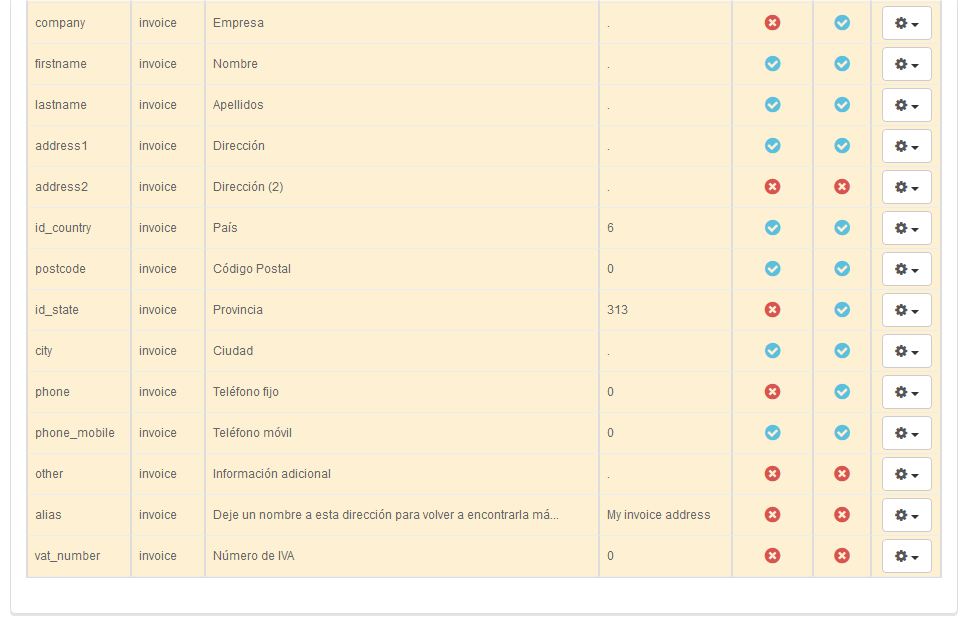 company invoice Empresa .
firstname invoice Nombre .
lastname invoice Apellidos .
address1 invoice Dirección .
address2 invoice Dirección (2) .
id_country invoice País 6
postcode invoice Código Postal 0
id_state invoice Provincia 313
city invoice Ciudad .
phone invoice Teléfono fijo 0
phone_mobile invoice Teléfono móvil 0
other invoice Información adicional .
alias invoice Deje un nombre a esta dirección para volver a encontrarla má... My invoice address
vat_number invoice Número de IVA 0